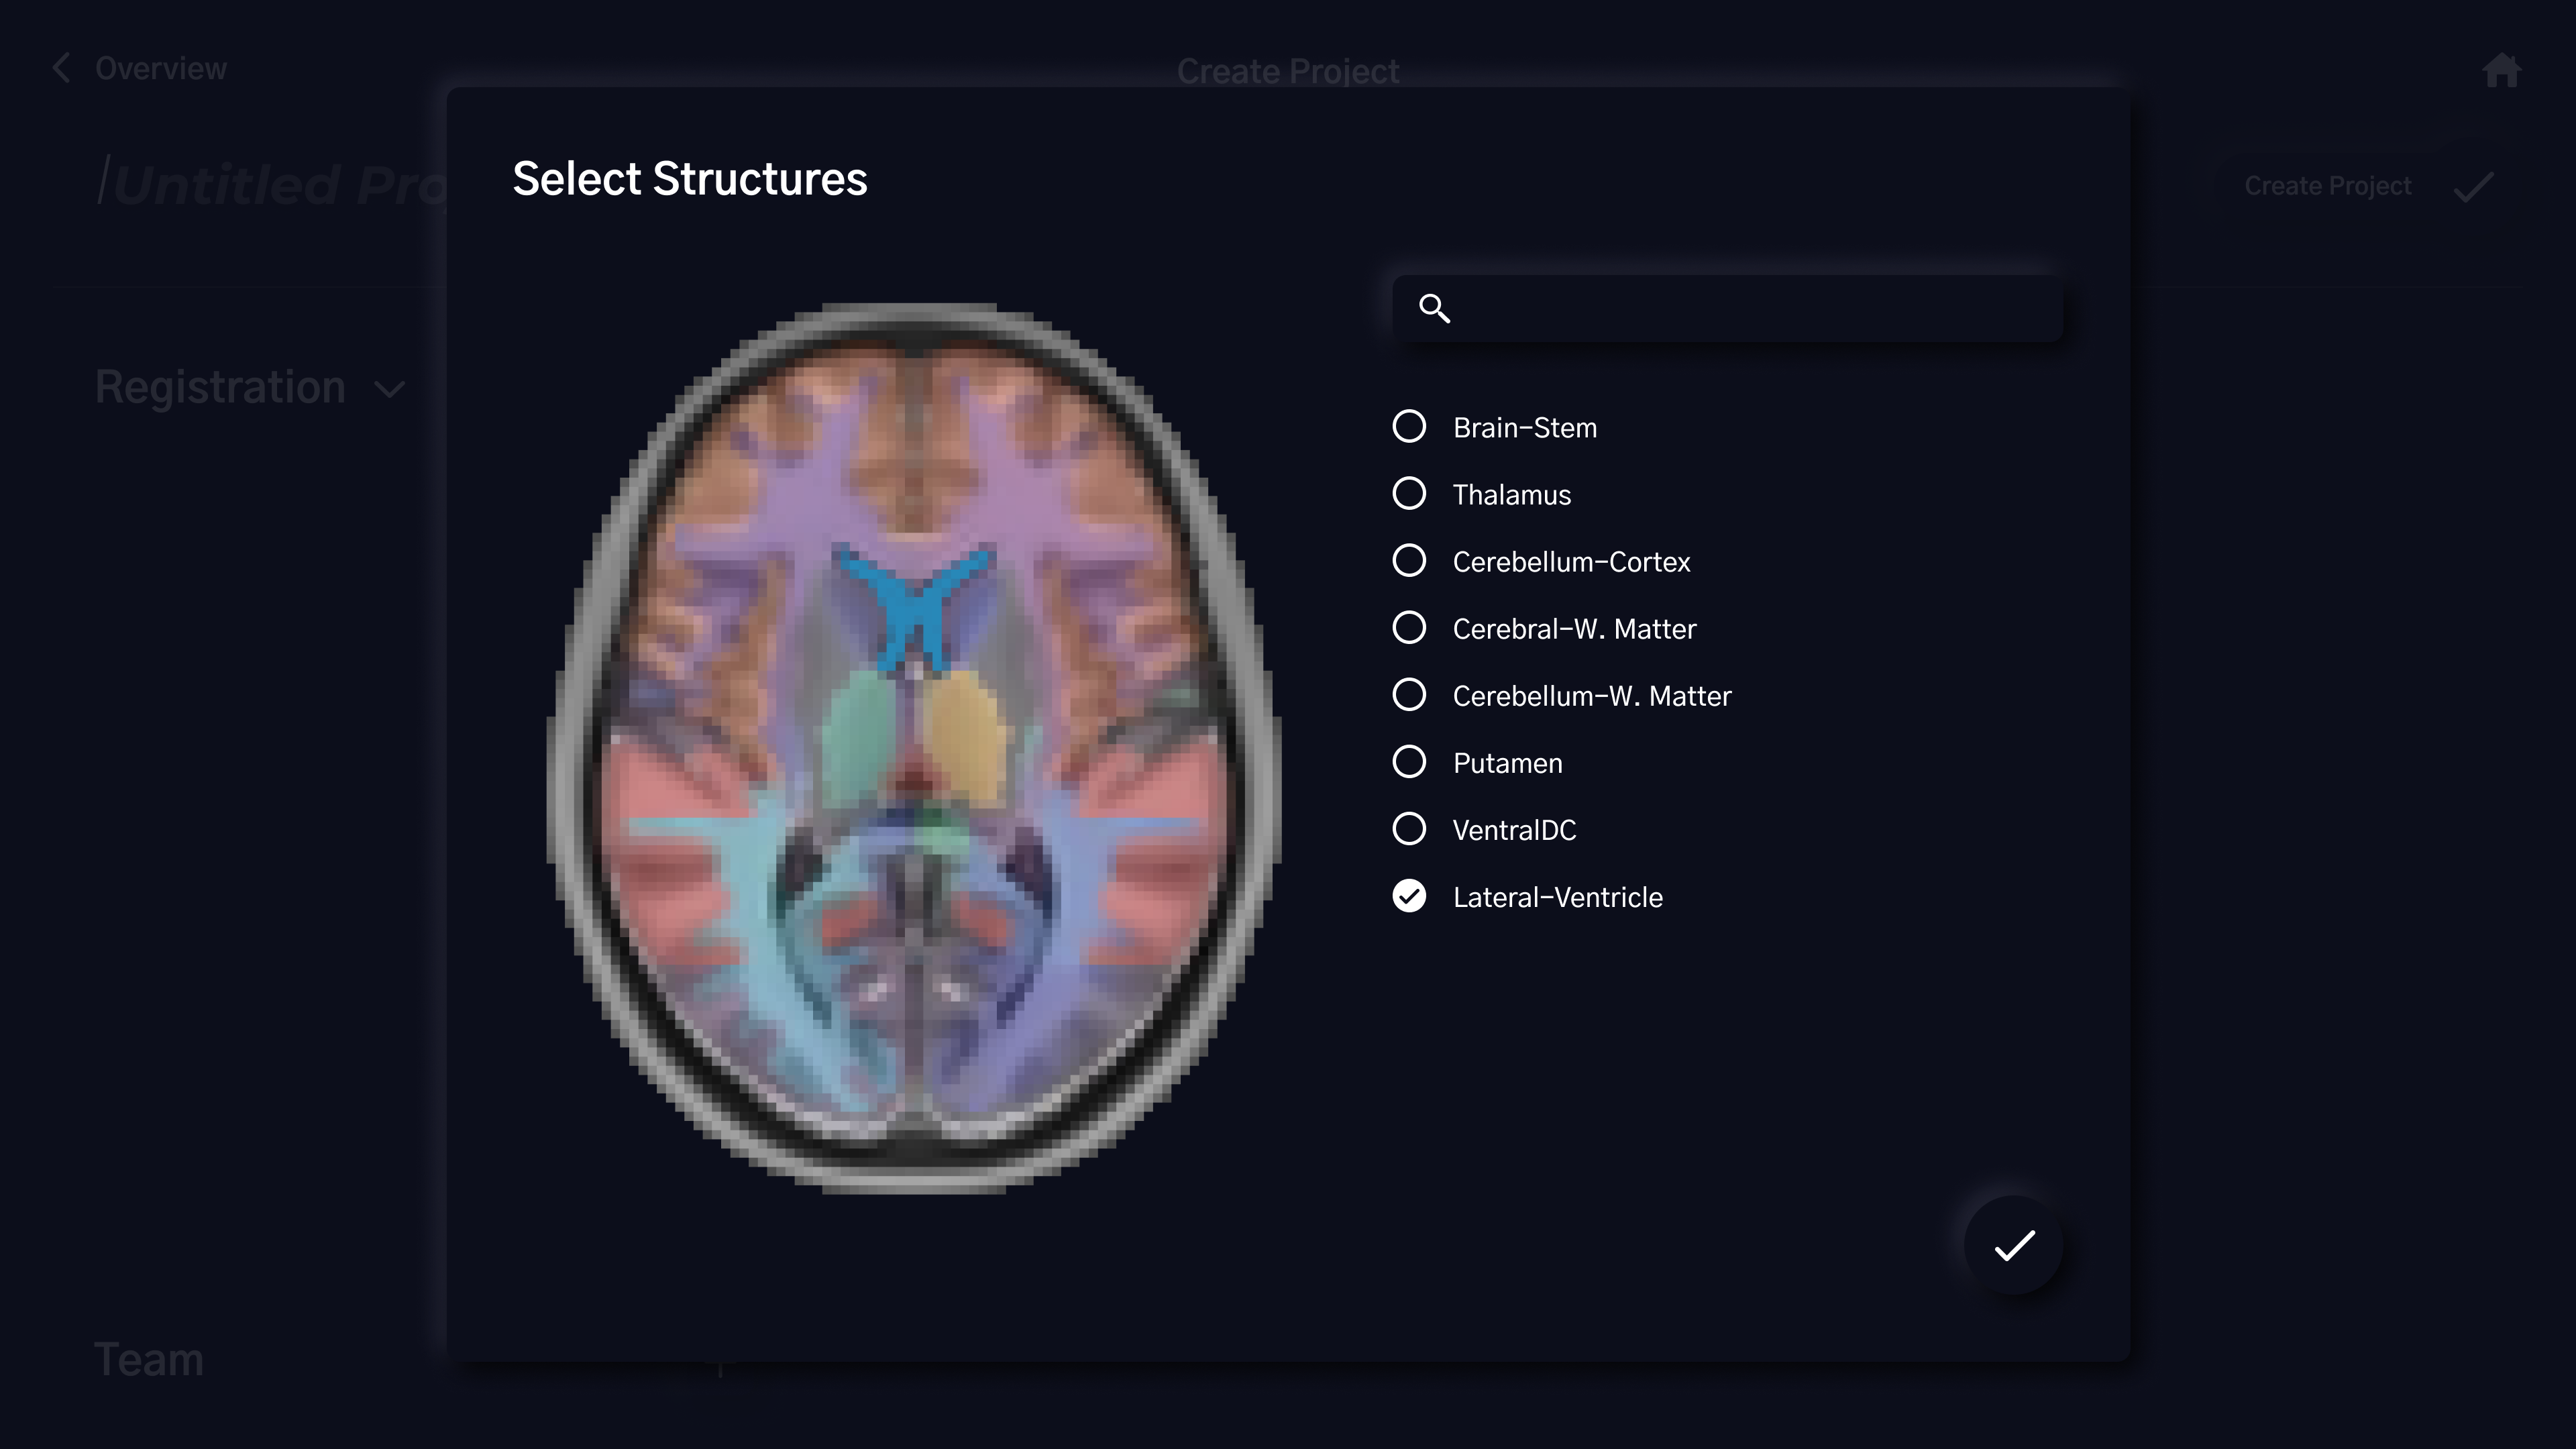 Overview
Create Project
Untitled Pro
Create Project
Select Structures
Registration
Brain-Stem
Thalamus
Cerebellum-Cortex
Cerebral-W. Matter
Cerebellum-W. Matter
Putamen
VentralDC
Lateral-Ventricle
Team